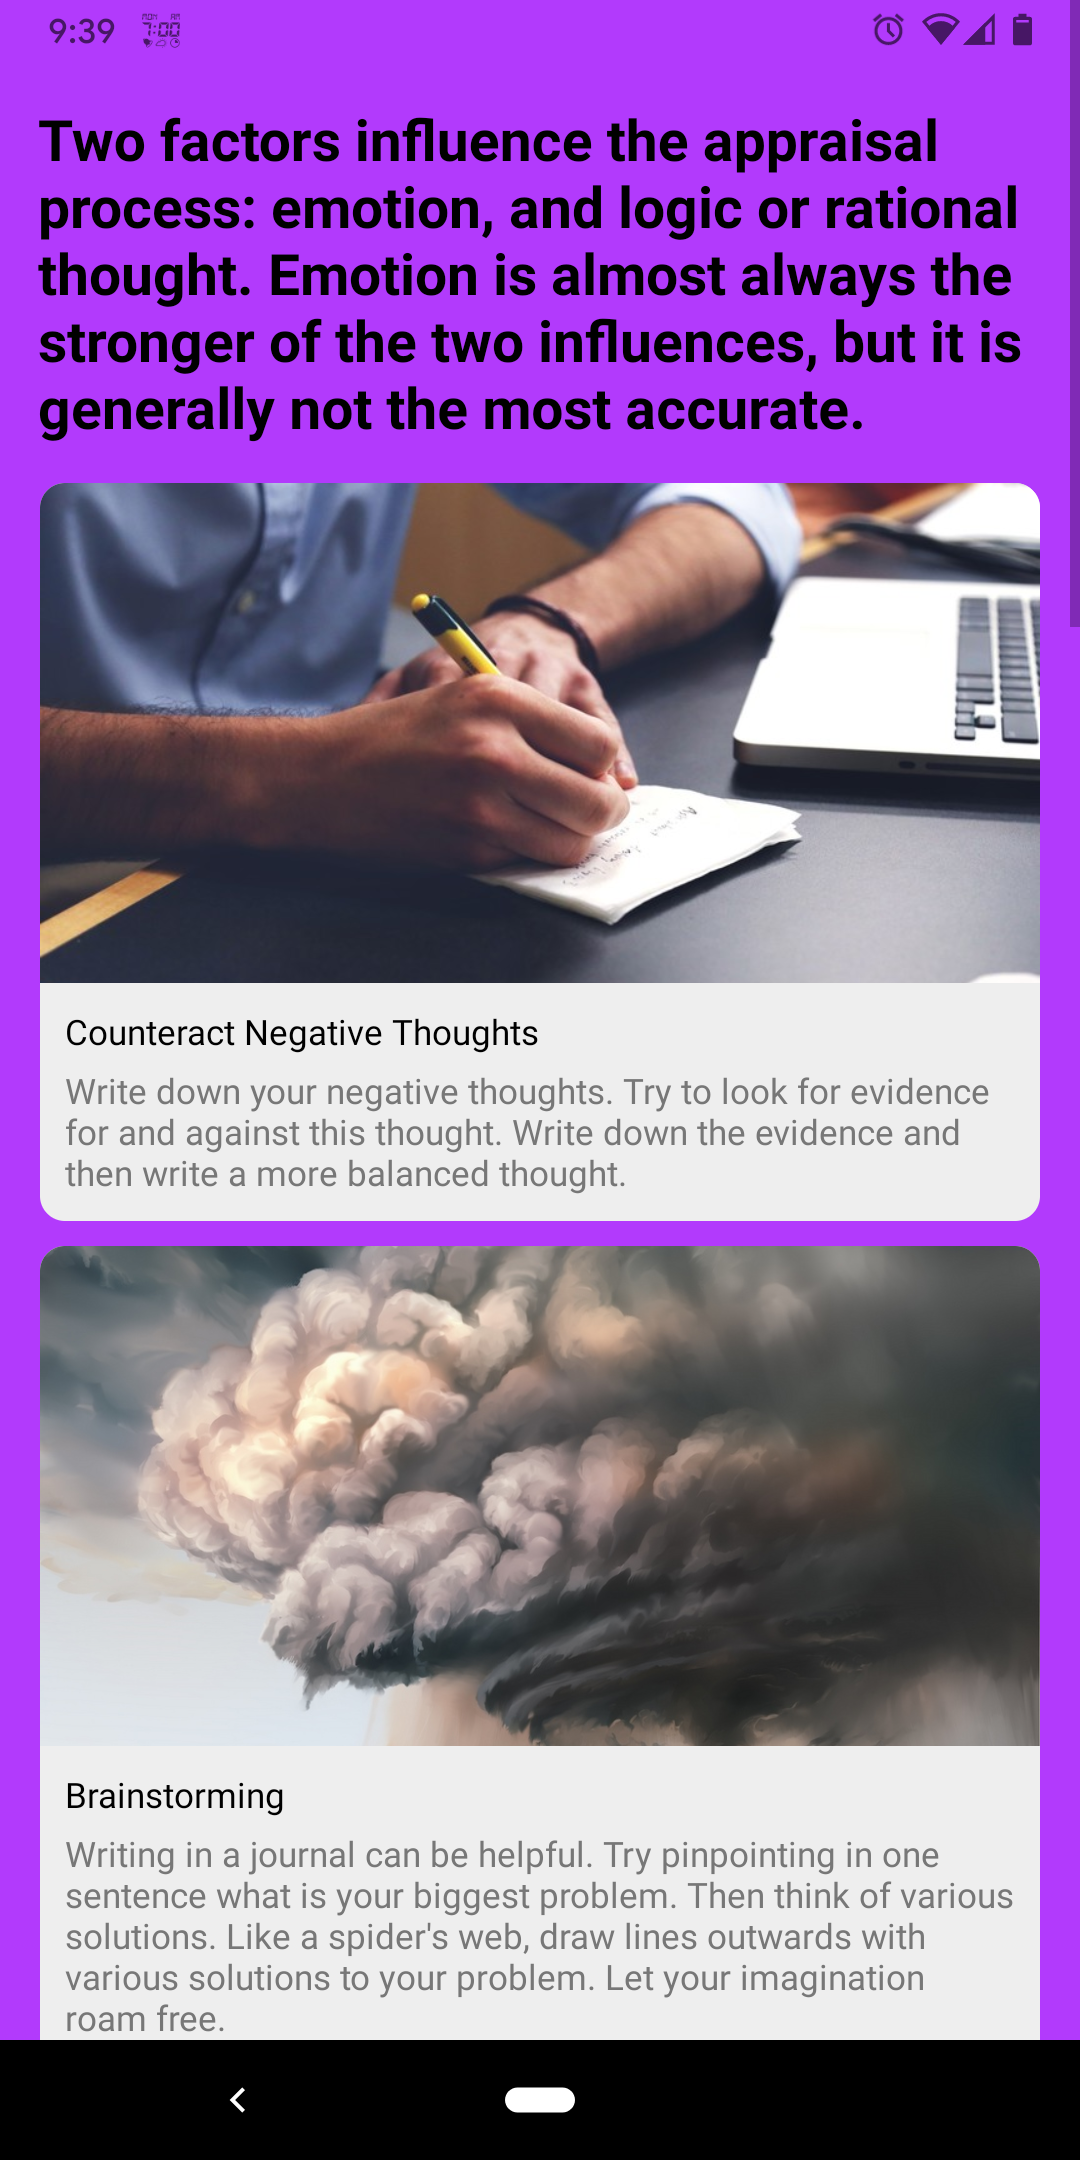 9:39
MON AM
7:00
Two factors influence the appraisal
process: emotion, and logic or rational
thought. Emotion is almost always the
stronger of the two influences, but it is
generally not the most accurate.
Counteract Negative Thoughts
Write down your negative thoughts. Try to look for evidence
for and against this thought. Write down the evidence and
then write a more balanced thought.
Brainstorming
Writing in a journal can be helpful. Try pinpointing in one
sentence what is your biggest problem. Then think of various
solutions. Like a spider's web, draw lines outwards with
various solutions to your problem. Let your imagination
roam free.